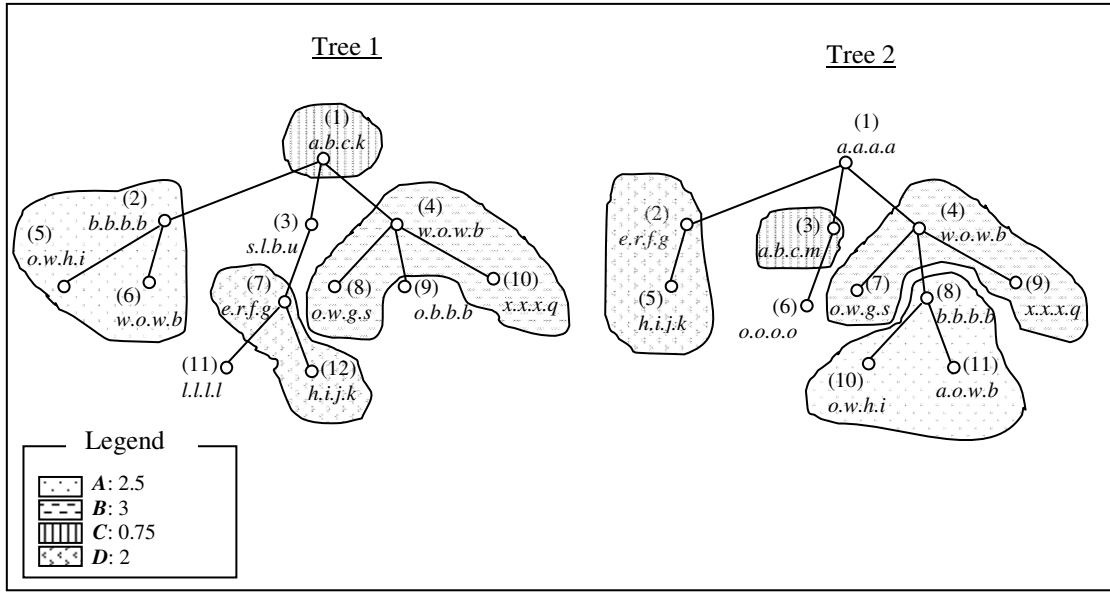 Tree 1
(1)
a.b.c.k
(2)
b.b.b.b
(5)
o.w.h.i
(6)
w.o.w.b
(3)
s.l.b.u
(4)
w.o.w.b
(7)
e.r.f.g
(8)
o.w.g.s
(9)
o.b.b.b
(10)
x.x.x.q
(11)
l.l.l.l
(12)
h.i.j.k
Tree 2
(1)
a.a.a.a
(2)
e.r.f.g
(3)
a.b.c.m
(4)
w.o.w.b
(5)
h.i.j.k
(6)
o.o.o.o
(7)
o.w.g.s
(8)
b.b.b.b
(9)
x.x.x.q
(10)
o.w.h.i
(11)
a.o.w.b
Legend
A: 2.5
B: 3
C: 0.75
D: 2